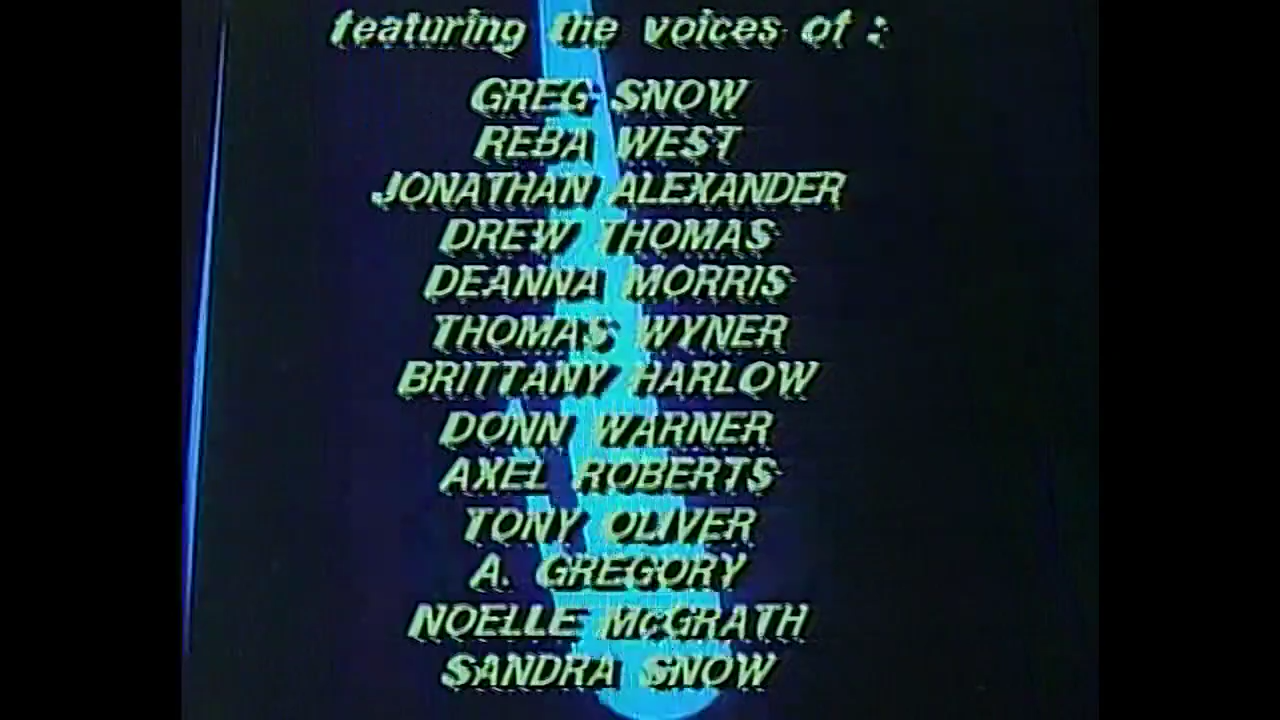 featuring the voices of :
GREG SNOW
REBA WEST
JONATHAN ALEXANDER
DREW THOMAS
DEANNA MORRIS
THOMAS WYNER
BRITTANY HARLOW
DONN WARNER
AXEL ROBERTS
TONY OLIVER
A. GREGORY
NOELLE McGRATH
SANDRA SNOW